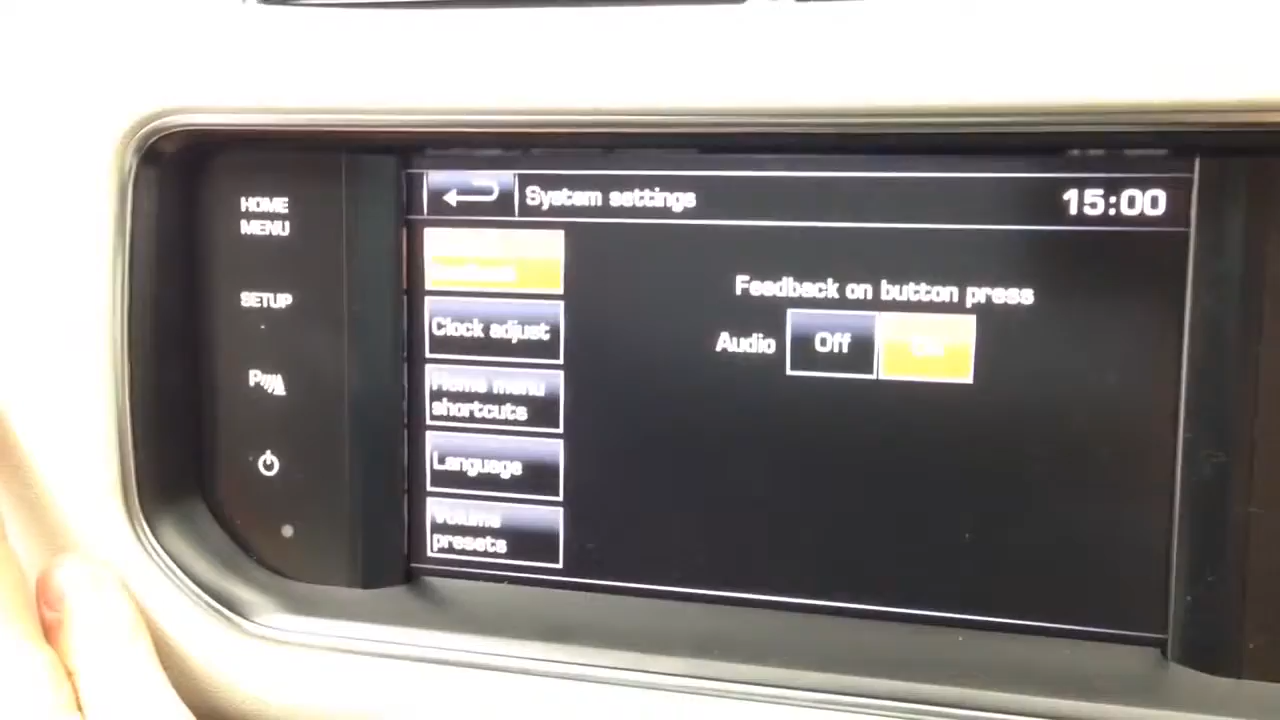 HOME
MENU
SETUP
P
System settings
15:00
Clock adjust
Home menu
shortcuts
Language
Volume
presets
Feedback on button press
Audio
Off